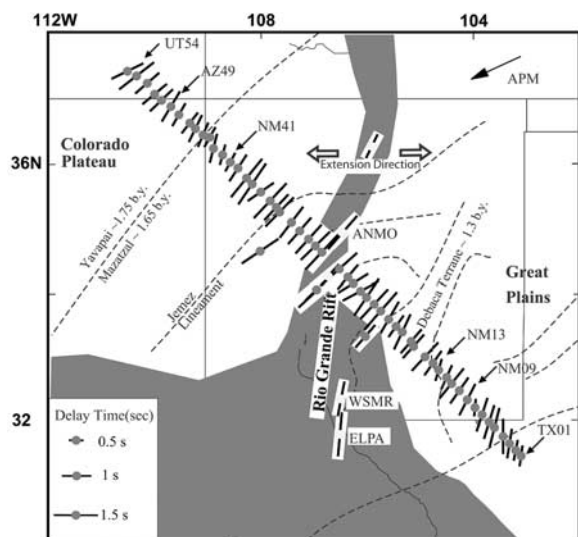 112W
108
104
UT54
AZ49
APM
NM41
Colorado
Plateau
36N
Extension Direction
Yavapai ~1.75 b.y.
Mazatzal ~1.65 b.y.
ANMO
Jemez
Lineament
Debaca Terrane ~ 1.3 b.y.
Great
Plains
Rio Grande Rift
NM13
NM09
WSMR
32
ELPA
TX01
Delay Time(sec)
0.5 s
1 s
1.5 s